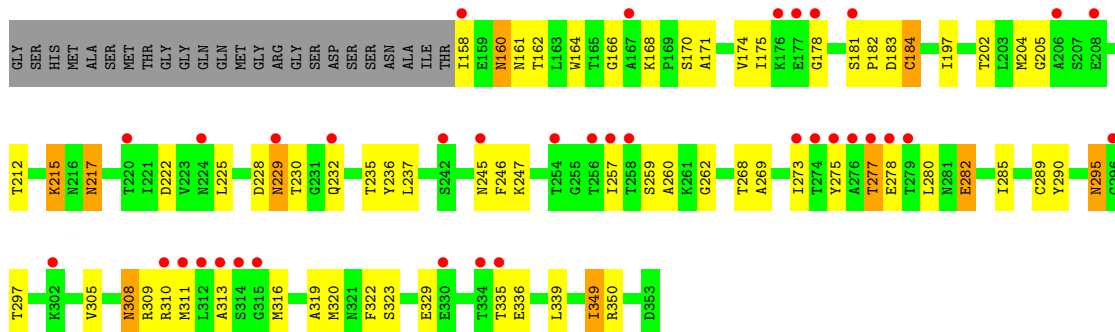 GLY SER HIS MET ALA SER MET THR GLY GLY GLN GLN MET GLY ARG GLY SER ASP SER SER ASN ALA ILE THR I158 E159 N160 N161 T162 L163 W164 T165 G166 A167 K168 P169 S170 A171 V174 I175 K176 E177 G178 S181 P182 D183 C184 I197 T202 L203 M204 G205 A206 S207 E208
T212 K215 N216 N217 T220 I221 D222 V223 N224 L225 D228 N229 T230 G231 Q232 T235 Y236 L237 S242 N245 F246 K247 T254 G255 T256 I257 T258 S259 A260 K261 G262 T268 A269 I273 T274 Y275 A276 T277 E278 T279 L280 N281 E282 I285 C289 Y290 N295
T297 K302 V305 N308 R309 R310 M311 L312 A313 S314 G315 M316 A319 M320 N321 F322 S323 E329 E330 T334 T335 E336 L339 I349 R350 D353